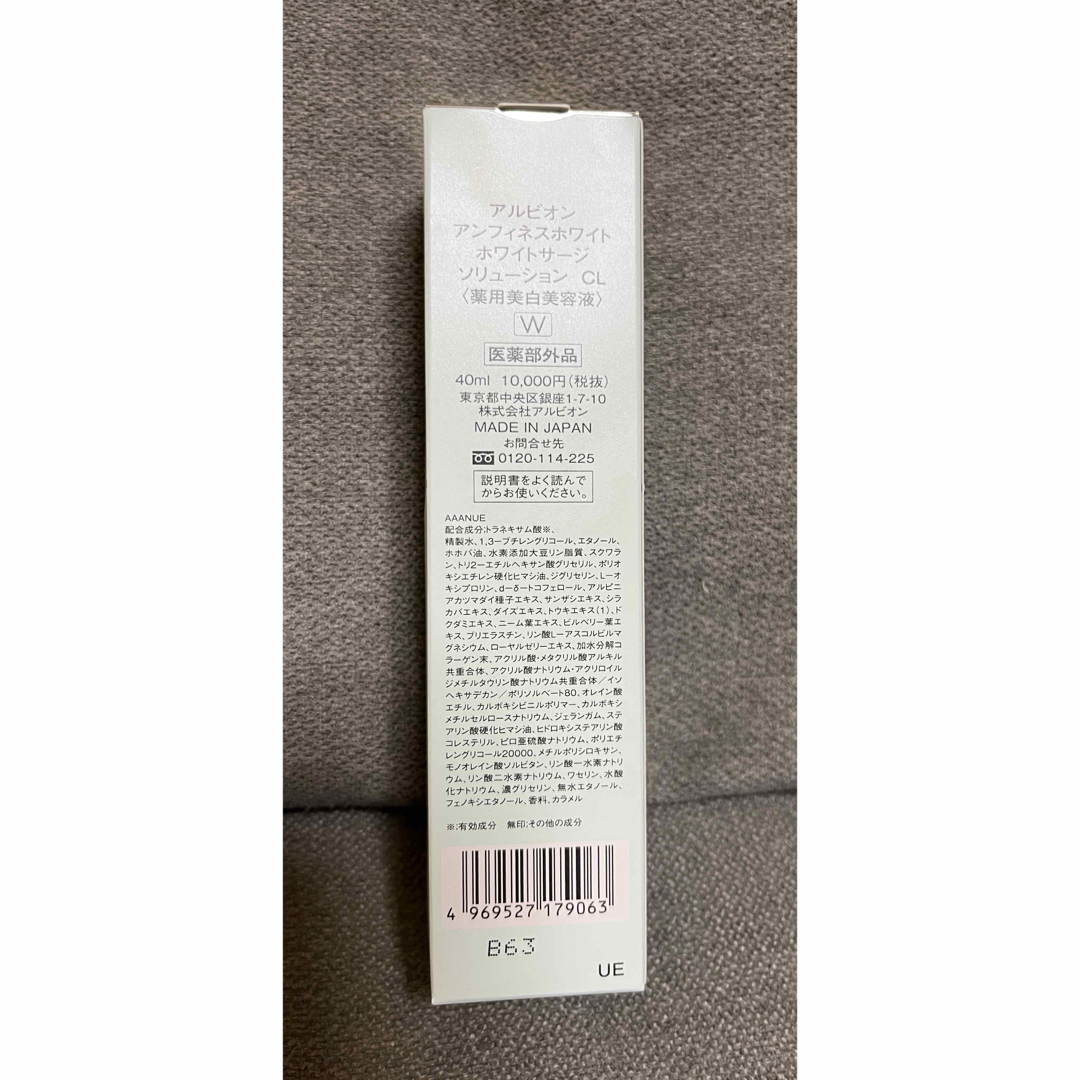 アルビオン
アンフィネスホワイト
ホワイトサージ
ソリューション CL
〈薬用美白美容液〉
W
医薬部外品
40ml 10,000円(税抜)
東京都中央区銀座1-7-10
株式会社アルビオン
MADE IN JAPAN
お問合せ先
0120-114-225
説明書をよく読んで
からお使いください。
AAANUE
配合成分:トラネキサム酸※、
精製水、1,3ーブチレングリコール、エタノール、
ホホバ油、水素添加大豆リン脂質、スクワラ
ン、トリ2ーエチルヘキサン酸グリセリル、ポリオ
キシエチレン硬化ヒマシ油、ジグリセリン、Lーオ
キシプロリン、dーδートコフェロール、アルピニ
アカツマダイ種子エキス、サンザシエキス、シラ
カバエキス、ダイズエキス、トウキエキス(1)、ド
クダミエキス、ニーム葉エキス、ビルベリー葉エ
キス、プリエラスチン、リン酸Lーアスコルビルマ
グネシウム、ローヤルゼリーエキス、加水分解コ
ラーゲン末、アクリル酸・メタクリル酸アルキル
共重合体、アクリル酸ナトリウム・アクリロイル
ジメチルタウリン酸ナトリウム共重合体/イソ
ヘキサデカン/ポリソルベート80、オレイン酸
エチル、カルボキシビニルポリマー、カルボキシ
メチルセルロースナトリウム、ジェランガム、ステ
アリン酸硬化ヒマシ油、ヒドロキシステアリン酸
コレステリル、ピロ亜硫酸ナトリウム、ポリエチ
レングリコール20000、メチルポリシロキサン、
モノオレイン酸ソルビタン、リン酸一水素ナトリ
ウム、リン酸二水素ナトリウム、ワセリン、水酸
化ナトリウム、濃グリセリン、無水エタノール、
フェノキシエタノール、香料、カラメル
※:有効成分 無印:その他の成分
4 969527 179063
B63
UE